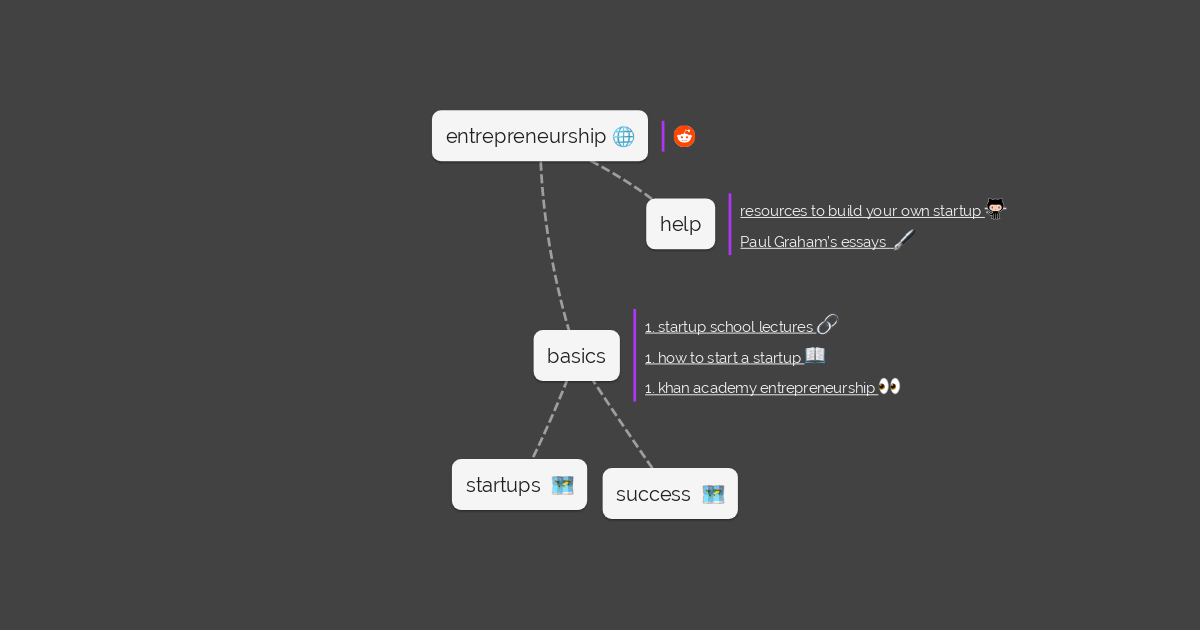 entrepreneurship
help
resources to build your own startup
Paul Graham's essays
basics
1. startup school lectures
1. how to start a startup
1. khan academy entrepreneurship
startups
success